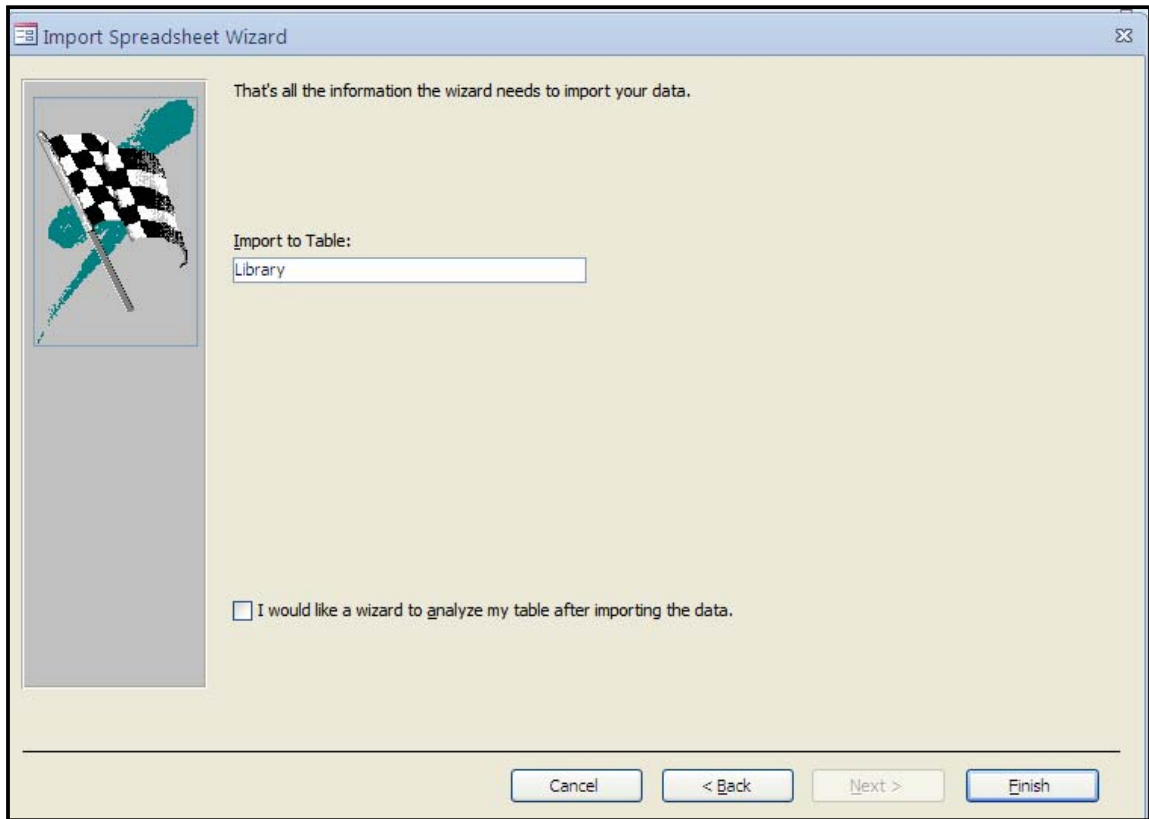 Import Spreadsheet Wizard
That's all the information the wizard needs to import your data.
Import to Table:
Library
I would like a wizard to analyze my table after importing the data.
Cancel
< Back
Next >
Finish